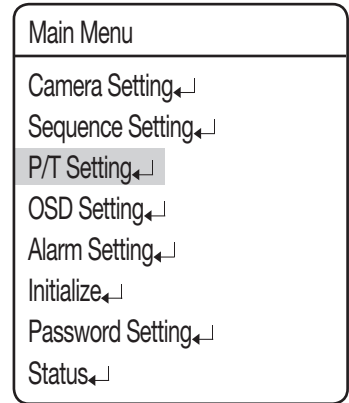 Main Menu
Camera Setting↵
Sequence Setting↵
P/T Setting↵
OSD Setting↵
Alarm Setting↵
Initialize↵
Password Setting↵
Status↵